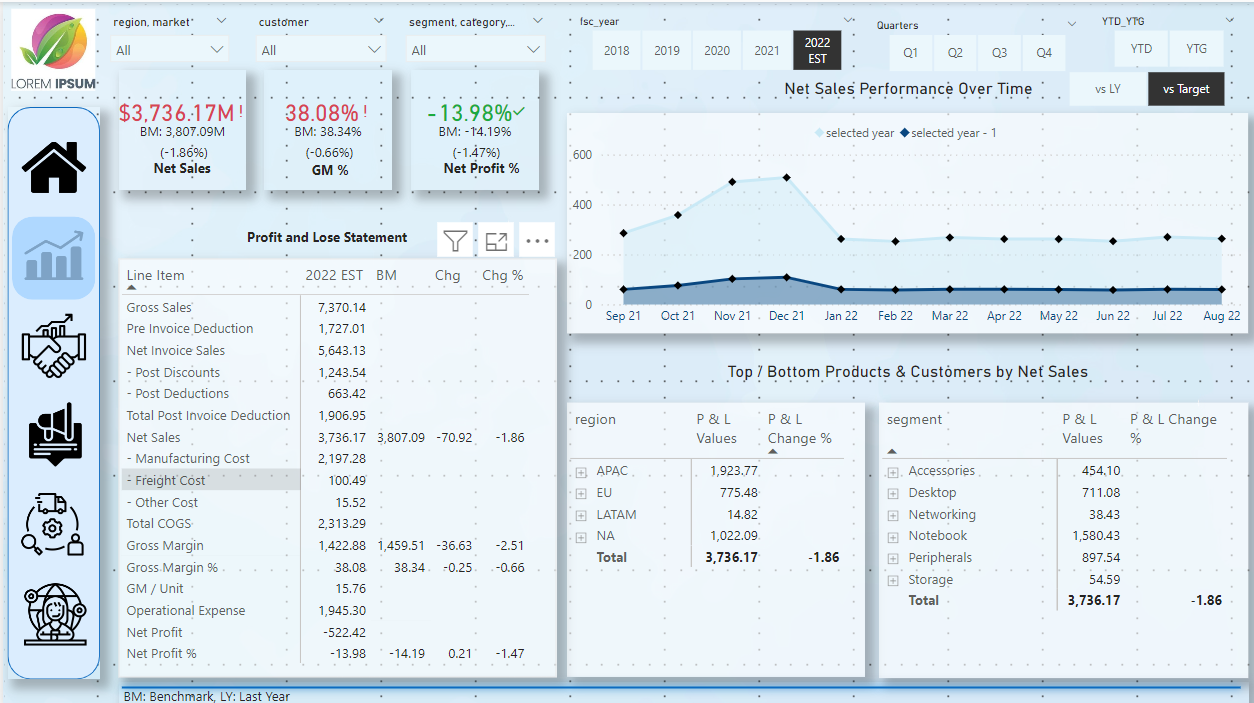 LOREM IPSUM
region, market
All
customer
All
segment, category,...
All
fsc_year
2018 2019 2020 2021 2022 EST
Quarters
Q1 Q2 Q3 Q4
YTD_YTG
YTD YTG
$3,736.17M !
BM: 3,807.09M
(-1.86%)
Net Sales
38.08% !
BM: 38.34%
(-0.66%)
GM %
-13.98%
BM: -14.19%
(-1.47%)
Net Profit %
Net Sales Performance Over Time
vs LY vs Target
selected year selected year - 1
600
400
200
0
Sep 21 Oct 21 Nov 21 Dec 21 Jan 22 Feb 22 Mar 22 Apr 22 May 22 Jun 22 Jul 22 Aug 22
Profit and Lose Statement
Line Item 2022 EST BM Chg Chg %
Gross Sales 7,370.14
Pre Invoice Deduction 1,727.01
Net Invoice Sales 5,643.13
- Post Discounts 1,243.54
- Post Deductions 663.42
Total Post Invoice Deduction 1,906.95
Net Sales 3,736.17 3,807.09 -70.92 -1.86
- Manufacturing Cost 2,197.28
- Freight Cost 100.49
- Other Cost 15.52
Total COGS 2,313.29
Gross Margin 1,422.88 1,459.51 -36.63 -2.51
Gross Margin % 38.08 38.34 -0.25 -0.66
GM / Unit 15.76
Operational Expense 1,945.30
Net Profit -522.42
Net Profit % -13.98 -14.19 0.21 -1.47
Top / Bottom Products & Customers by Net Sales
region P & L Values P & L Change %
APAC 1,923.77
EU 775.48
LATAM 14.82
NA 1,022.09
Total 3,736.17 -1.86
segment P & L Values P & L Change %
Accessories 454.10
Desktop 711.08
Networking 38.43
Notebook 1,580.43
Peripherals 897.54
Storage 54.59
Total 3,736.17 -1.86
BM: Benchmark, LY: Last Year